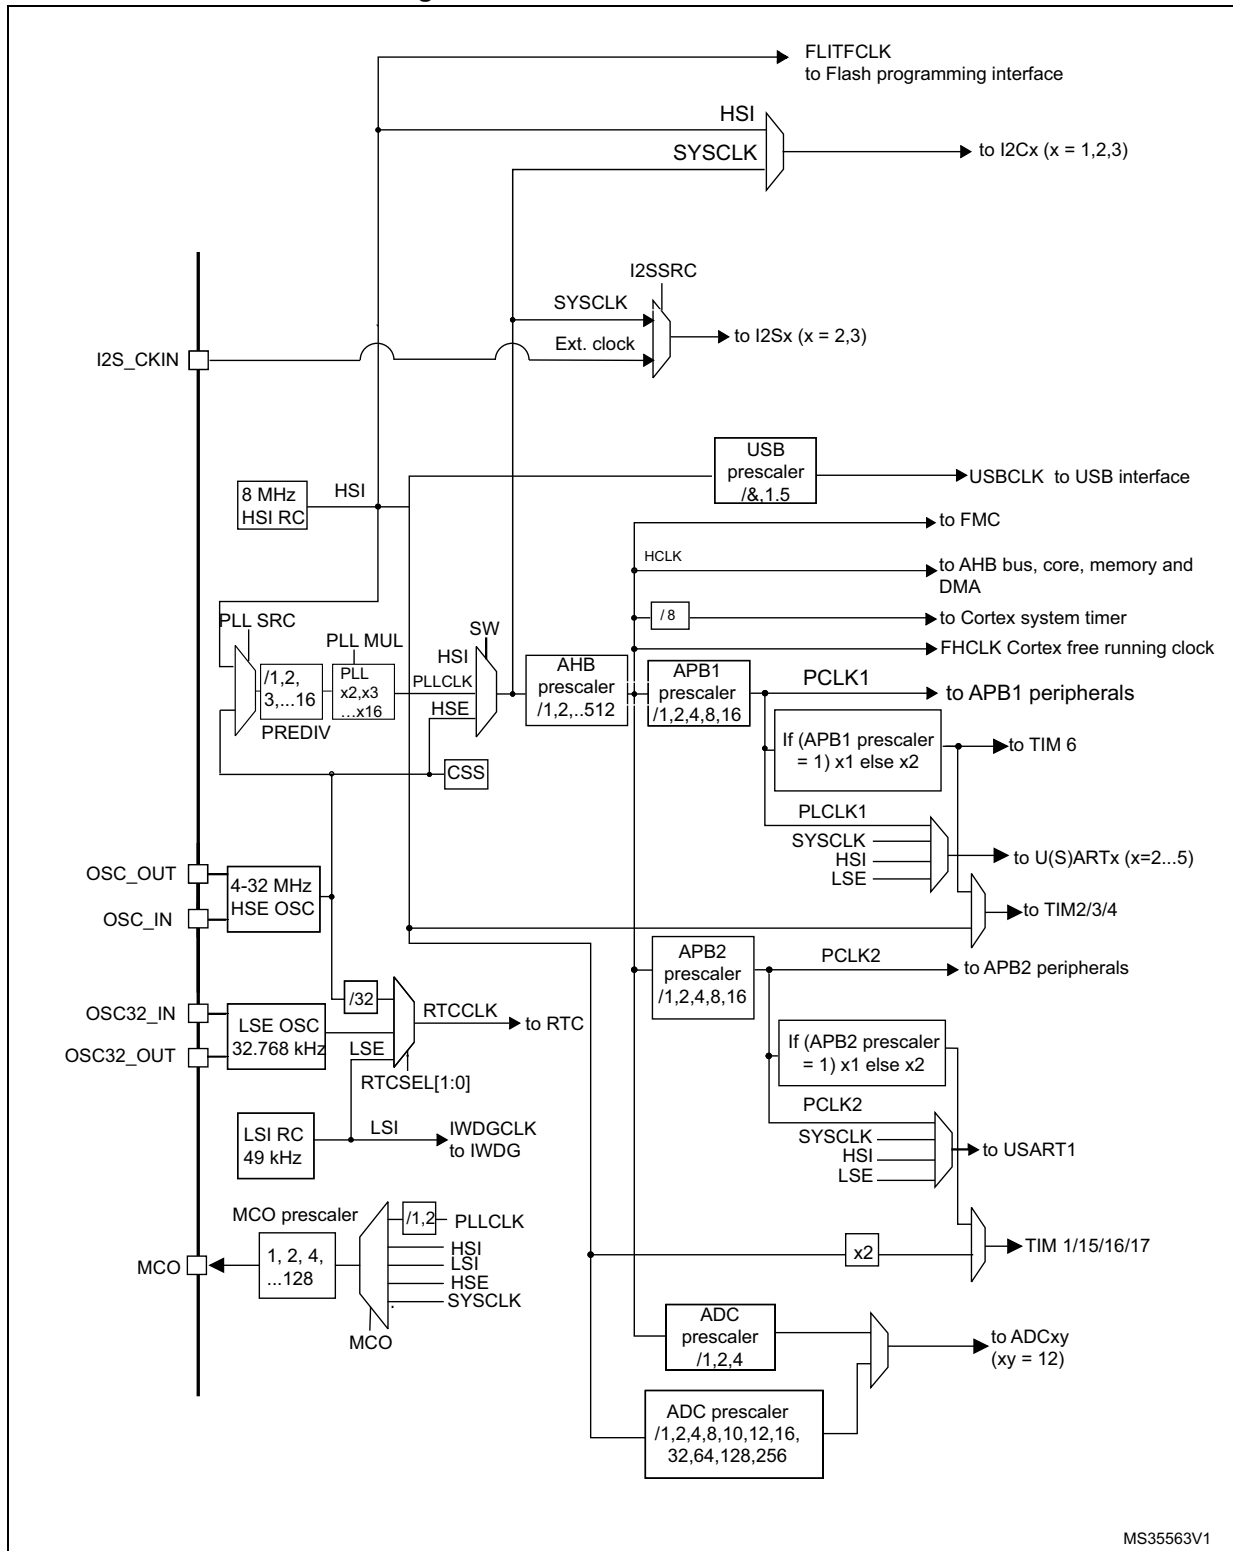 FLITFCLK
to Flash programming interface
HSI
SYSCLK
to I2Cx (x = 1,2,3)
I2SSRC
SYSCLK
Ext. clock
to I2Sx (x = 2,3)
I2S_CKIN
USB
prescaler
/&,1.5
USBCLK to USB interface
8 MHz
HSI RC
HSI
to FMC
HCLK
to AHB bus, core, memory and
DMA
/ 8
to Cortex system timer
FHCLK Cortex free running clock
PLL SRC
PLL MUL
SW
HSI
PLLCLK
HSE
/1,2,
3,...16
PREDIV
PLL
x2,x3
...x16
AHB
prescaler
/1,2,..512
APB1
prescaler
/1,2,4,8,16
PCLK1
to APB1 peripherals
If (APB1 prescaler
= 1) x1 else x2
to TIM 6
CSS
PLCLK1
SYSCLK
HSI
LSE
to U(S)ARTx (x=2...5)
OSC_OUT
OSC_IN
4-32 MHz
HSE OSC
to TIM2/3/4
APB2
prescaler
/1,2,4,8,16
PCLK2
to APB2 peripherals
/32
OSC32_IN
OSC32_OUT
LSE OSC
32.768 kHz
LSE
RTCCLK
to RTC
RTCSEL[1:0]
If (APB2 prescaler
= 1) x1 else x2
PCLK2
SYSCLK
HSI
LSE
to USART1
LSI RC
49 kHz
LSI
IWDGCLK
to IWDG
MCO prescaler
/1,2
PLLCLK
HSI
LSI
HSE
SYSCLK
MCO
1, 2, 4,
...128
MCO
x2
TIM 1/15/16/17
ADC
prescaler
/1,2,4
to ADCxy
(xy = 12)
ADC prescaler
/1,2,4,8,10,12,16,
32,64,128,256
MS35563V1